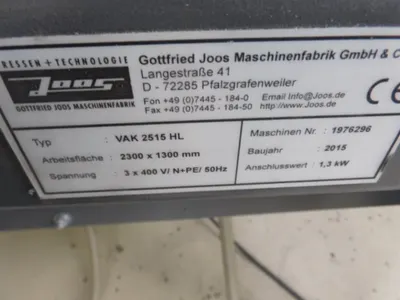 RESSEN + TECHNOLOGIE
Joos
GOTTFRIED JOOS MASCHINENFABRIK
Gottfried Joos Maschinenfabrik GmbH & C
Langestraße 41
D - 72285 Pfalzgrafenweiler
Fon +49 (0)7445 - 184-0 Email Info@Joos.de
Fax +49 (0)7445 - 184-50 http://www.Joos.de
CE
Typ : VAK 2515 HL
Arbeitsfläche : 2300 x 1300 mm
Spannung : 3 x 400 V/ N+PE/ 50Hz
Maschinen Nr : 1976296
Baujahr : 2015
Anschlusswert : 1,3 kW